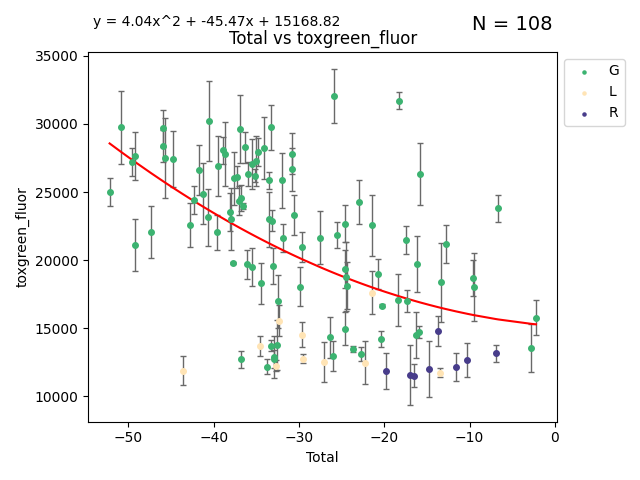 y = 4.04x^2 + -45.47x + 15168.82
N = 108
Total vs toxgreen_fluor
35000
30000
25000
20000
15000
10000
toxgreen_fluor
−50
−40
−30
−20
−10
0
Total
G
L
R